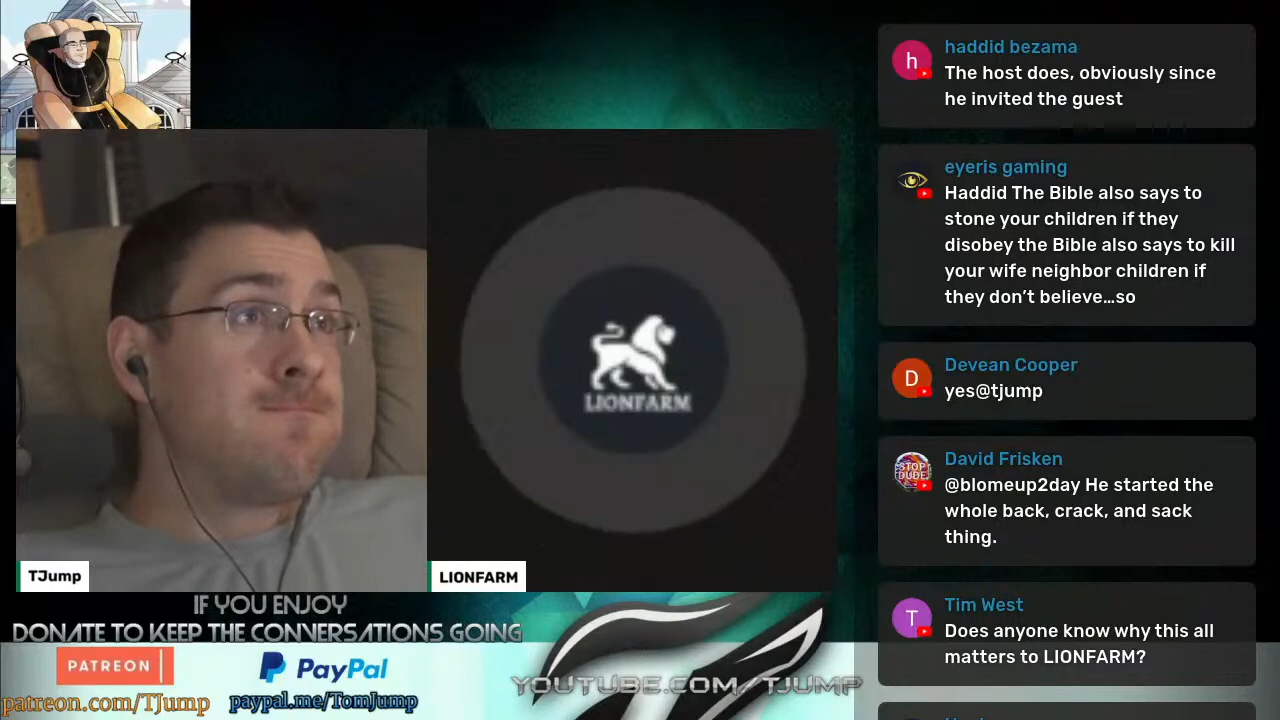 haddid bezama
The host does, obviously since
he invited the guest
eyeris gaming
Haddid The Bible also says to
stone your children if they
disobey the Bible also says to kill
your wife neighbor children if
they don’t believe…so
Devean Cooper
yes@tjump
David Frisken
@blomeup2day He started the
whole back, crack, and sack
thing.
Tim West
Does anyone know why this all
matters to LIONFARM?
h
D
STOP
DUDE
T
LIONFARM
TJump
LIONFARM
IF YOU ENJOY
DONATE TO KEEP THE CONVERSATIONS GOING
PATREON
PayPal
patreon.com/TJump
paypal.me/TomJump
YOUTUBE.COM/TJUMP